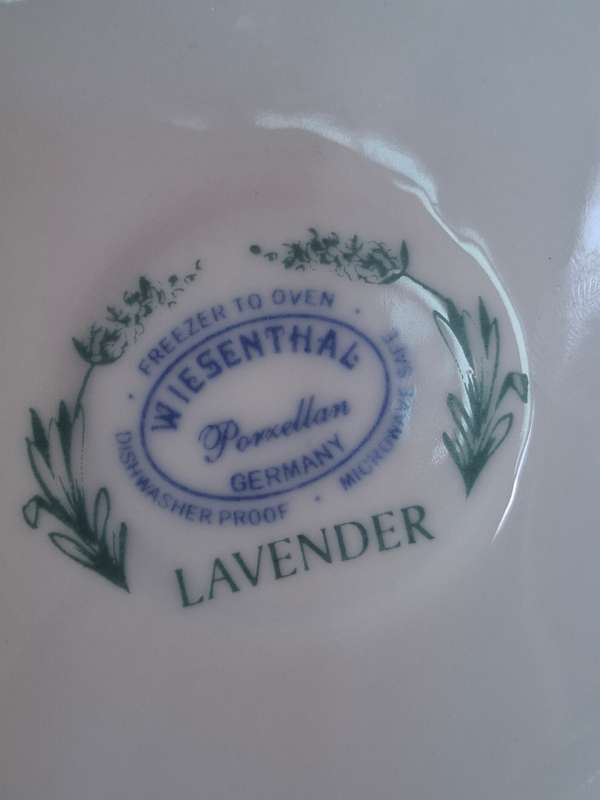 · FREEZER TO OVEN ·
WIESENTHAL
Porzellan
GERMANY
MICROWAVE SAFE
DISHWASHER PROOF ·
LAVENDER